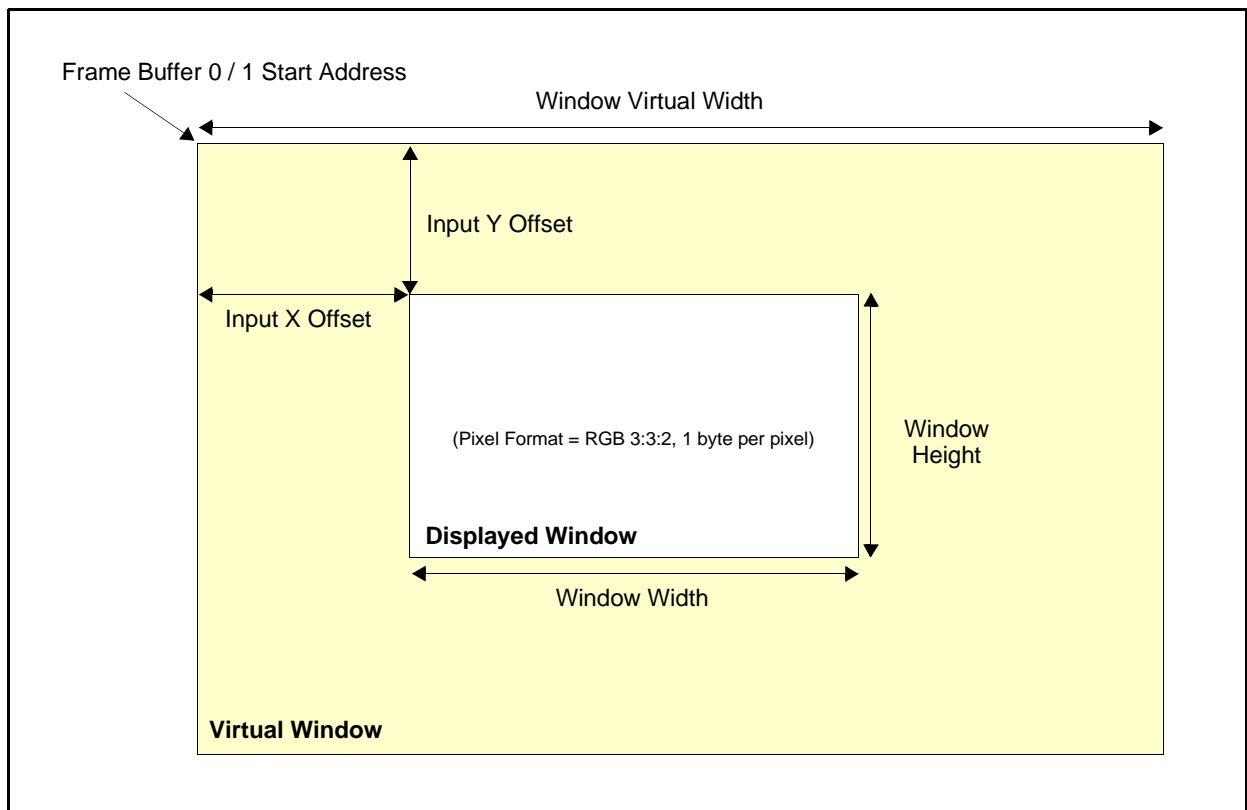 Frame Buffer 0 / 1 Start Address
Window Virtual Width
Input Y Offset
Input X Offset
(Pixel Format = RGB 3:3:2, 1 byte per pixel)
Window
Height
Displayed Window
Window Width
Virtual Window